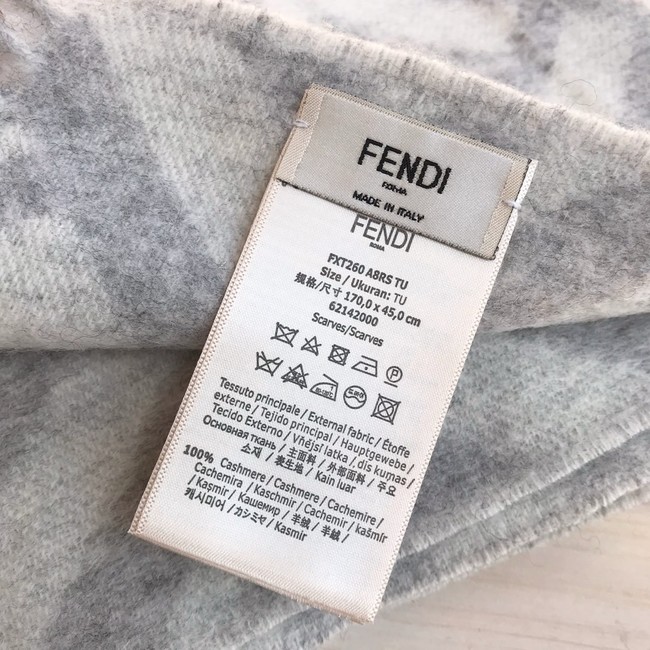 FENDI
ROMA
MADE IN ITALY
FENDI
ROMA
FXT260 A8RS TU
Size / Ukuran: TU
规格/尺寸 170,0 x 45,0 cm
62142000
Scarves/Scarves
Tessuto principale / External fabric / Étoffe
externe / Tejido principal / Hauptgewebe /
Tecido Externo / Vňějsí latka / dis kumaş /
Основная ткань / 主面料 / 外部面料 / 주요
소재 / 表生地 / Kain luar
100% Cashmere / Cashmere / Cachemire /
Cachemira / Kaschmir / Cachemir / kašmír
/ Kaşmir / Кашемир / 羊绒 / 羊絨 /
캐시미어 / カシミヤ / Kasmir